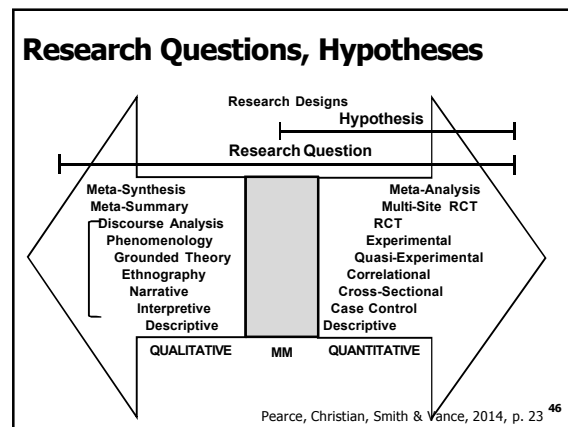 Research Questions, Hypotheses
Research Designs
Hypothesis
Research Question
Meta-Synthesis
Meta-Summary
Discourse Analysis
Phenomenology
Grounded Theory
Ethnography
Narrative
Interpretive
Descriptive
QUALITATIVE
MM
Meta-Analysis
Multi-Site RCT
RCT
Experimental
Quasi-Experimental
Correlational
Cross-Sectional
Case Control
Descriptive
QUANTITATIVE
Pearce, Christian, Smith & Vance, 2014, p. 23
46